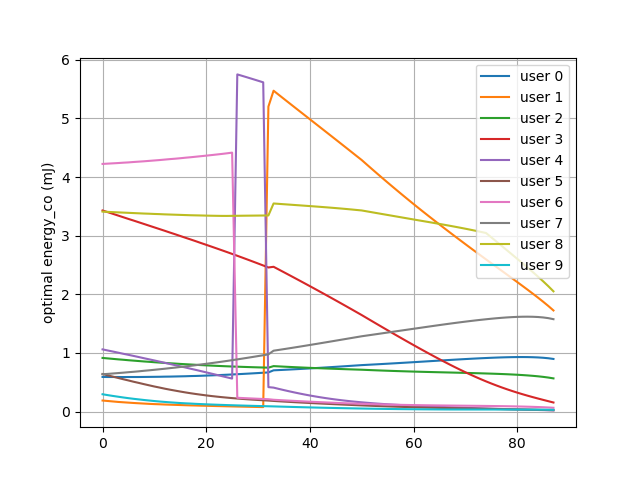 optimal energy_co (mJ)
6
5
4
3
2
1
0
0 20 40 60 80
user 0
user 1
user 2
user 3
user 4
user 5
user 6
user 7
user 8
user 9